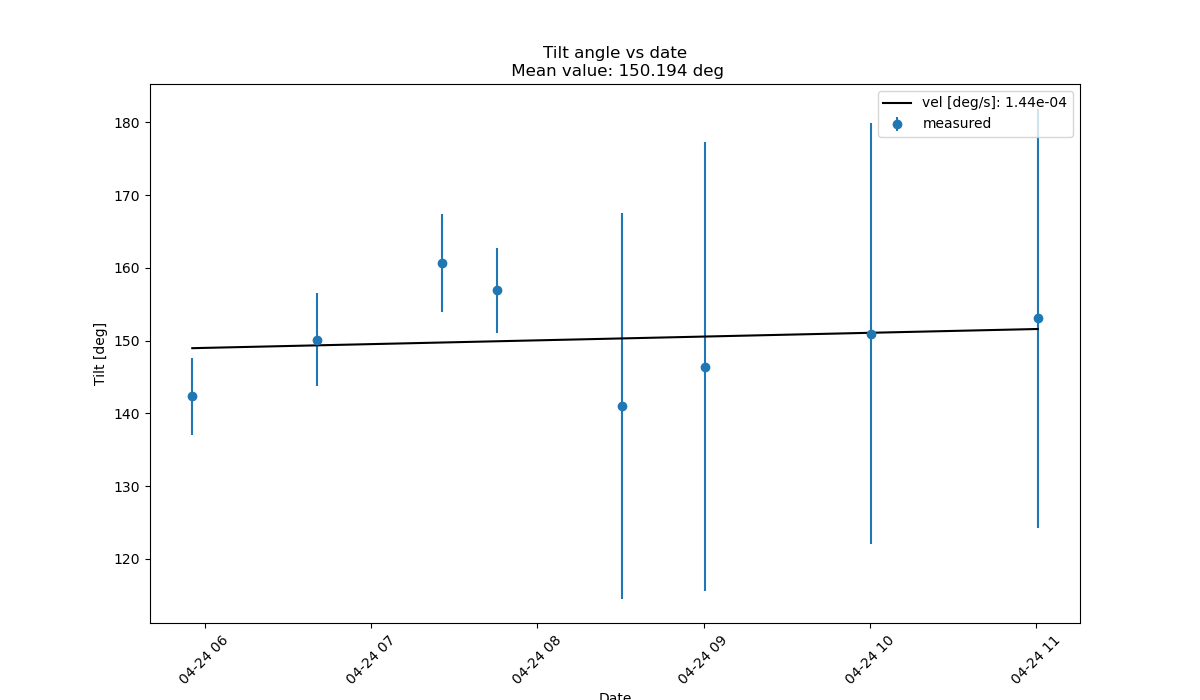 Tilt angle vs date
Mean value: 150.194 deg
vel [deg/s]: 1.44e-04
measured
Tilt [deg]
180
170
160
150
140
130
120
04-24 06
04-24 07
04-24 08
04-24 09
04-24 10
04-24 11
Date